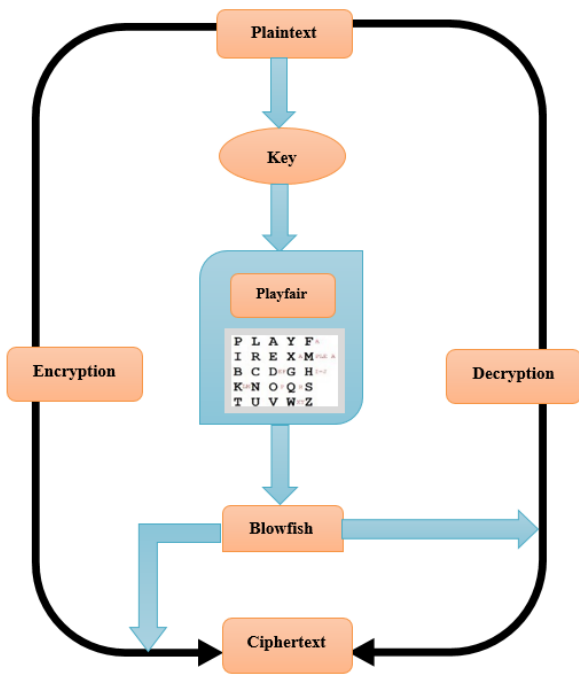 Plaintext
Key
Playfair
P L A Y F
I R E X M
B C D G H
K N O Q S
T U V W Z
Encryption
Decryption
Blowfish
Ciphertext